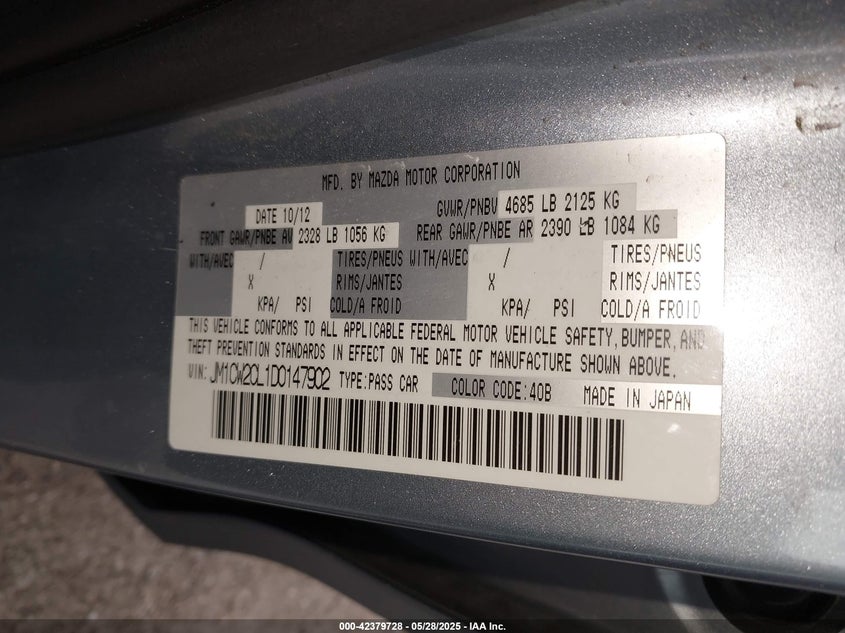 MFD. BY MAZDA MOTOR CORPORATION
DATE 10/12 GVWR/PNBV 4685 LB 2125 KG
FRONT GAWR/PNBE AV 2328 LB 1056 KG REAR GAWR/PNBE AR 2390 LB 1084 KG
WITH/AVEC / TIRES/PNEUS WITH/AVEC / TIRES/PNEUS
X RIMS/JANTES X RIMS/JANTES
KPA/ PSI COLD/A FROID KPA/ PSI COLD/A FROID
THIS VEHICLE CONFORMS TO ALL APPLICABLE FEDERAL MOTOR VEHICLE SAFETY, BUMPER, AND
THEFT PREVENTION STANDARDS IN EFFECT ON THE DATE OF MANUFACTURE SHOWN ABOVE.
VIN: JM1CW2CL1D0147902 TYPE:PASS CAR COLOR CODE:40B MADE IN JAPAN
000-42379728 - 05/28/2025 - IAA Inc.